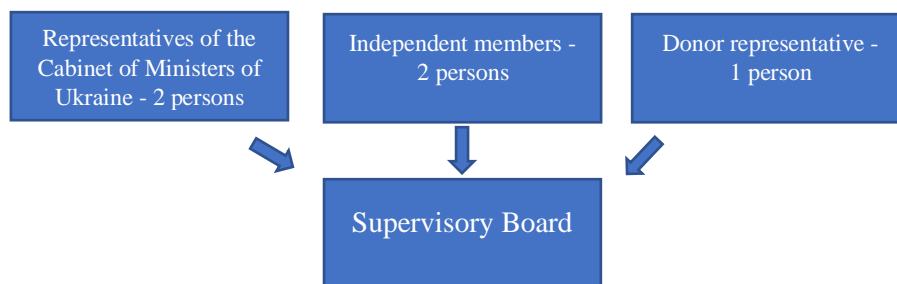 Representatives of the
Cabinet of Ministers of
Ukraine - 2 persons
Independent members -
2 persons
Donor representative -
1 person
Supervisory Board